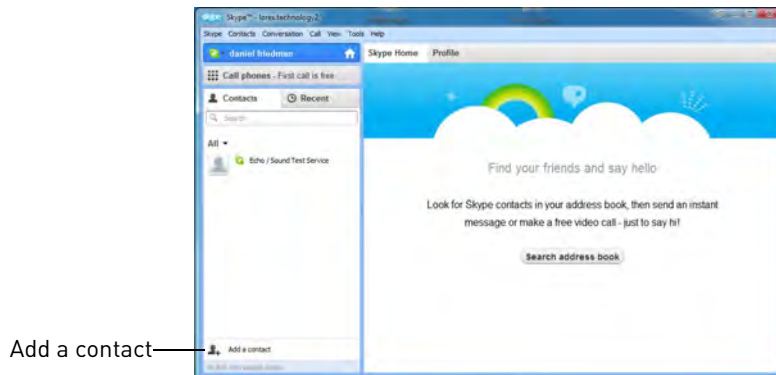 Skype™ - lorex.technology2
Skype Contacts Conversation Call View Tools Help
daniel friedman
Skype Home Profile
Call phones - First call is free
Contacts Recent
Search
All
Echo / Sound Test Service
Find your friends and say hello
Look for Skype contacts in your address book, then send an instant
message or make a free video call - just to say hi!
Search address book
Add a contact
Add a contact